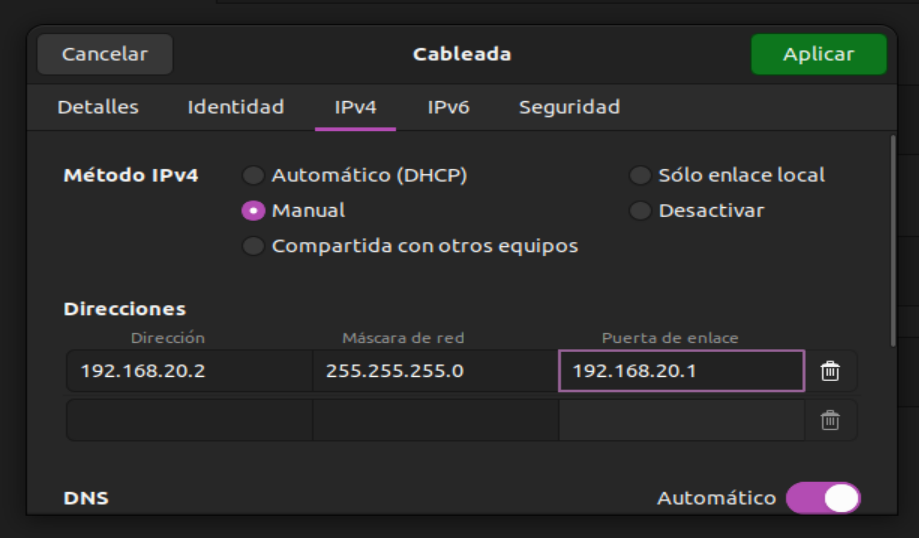 Cancelar Cableada Aplicar
Detalles Identidad IPv4 IPv6 Seguridad
Método IPv4 Automático (DHCP) Sólo enlace local
Manual Desactivar
Compartida con otros equipos
Direcciones
Dirección Máscara de red Puerta de enlace
192.168.20.2 255.255.255.0 192.168.20.1
DNS Automático